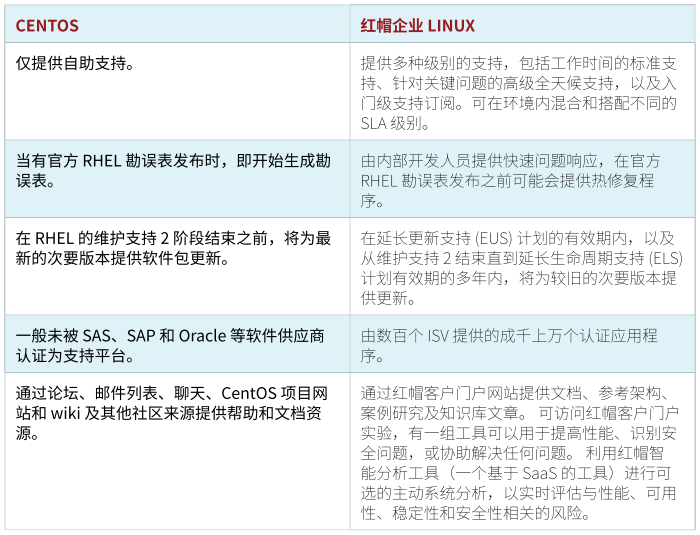 CENTOS
红帽企业 LINUX
仅提供自助支持。
提供多种级别的支持，包括工作时间的标准支
持、针对关键问题的高级全天候支持，以及入
门级支持订阅。可在环境内混合和搭配不同的
SLA 级别。
当有官方 RHEL 勘误表发布时，即开始生成勘
误表。
由内部开发人员提供快速问题响应，在官方
RHEL 勘误表发布之前可能会提供热修复程
序。
在 RHEL 的维护支持 2 阶段结束之前，将为最
新的次要版本提供软件包更新。
在延长更新支持 (EUS) 计划的有效期内，以及
从维护支持 2 结束直到延长生命周期支持 (ELS)
计划有效期的多年内，将为较旧的次要版本提
供更新。
一般未被 SAS、SAP 和 Oracle 等软件供应商
认证为支持平台。
由数百个 ISV 提供的成千上万个认证应用程
序。
通过论坛、邮件列表、聊天、CentOS 项目网
站和 wiki 及其他社区来源提供帮助和文档资
源。
通过红帽客户门户网站提供文档、参考架构、
案例研究及知识库文章。 可访问红帽客户门户
实验，有一组工具可以用于提高性能、识别安
全问题，或协助解决任何问题。 利用红帽智
能分析工具（一个基于 SaaS 的工具）进行可
选的主动系统分析，以实时评估与性能、可用
性、稳定性和安全性相关的风险。